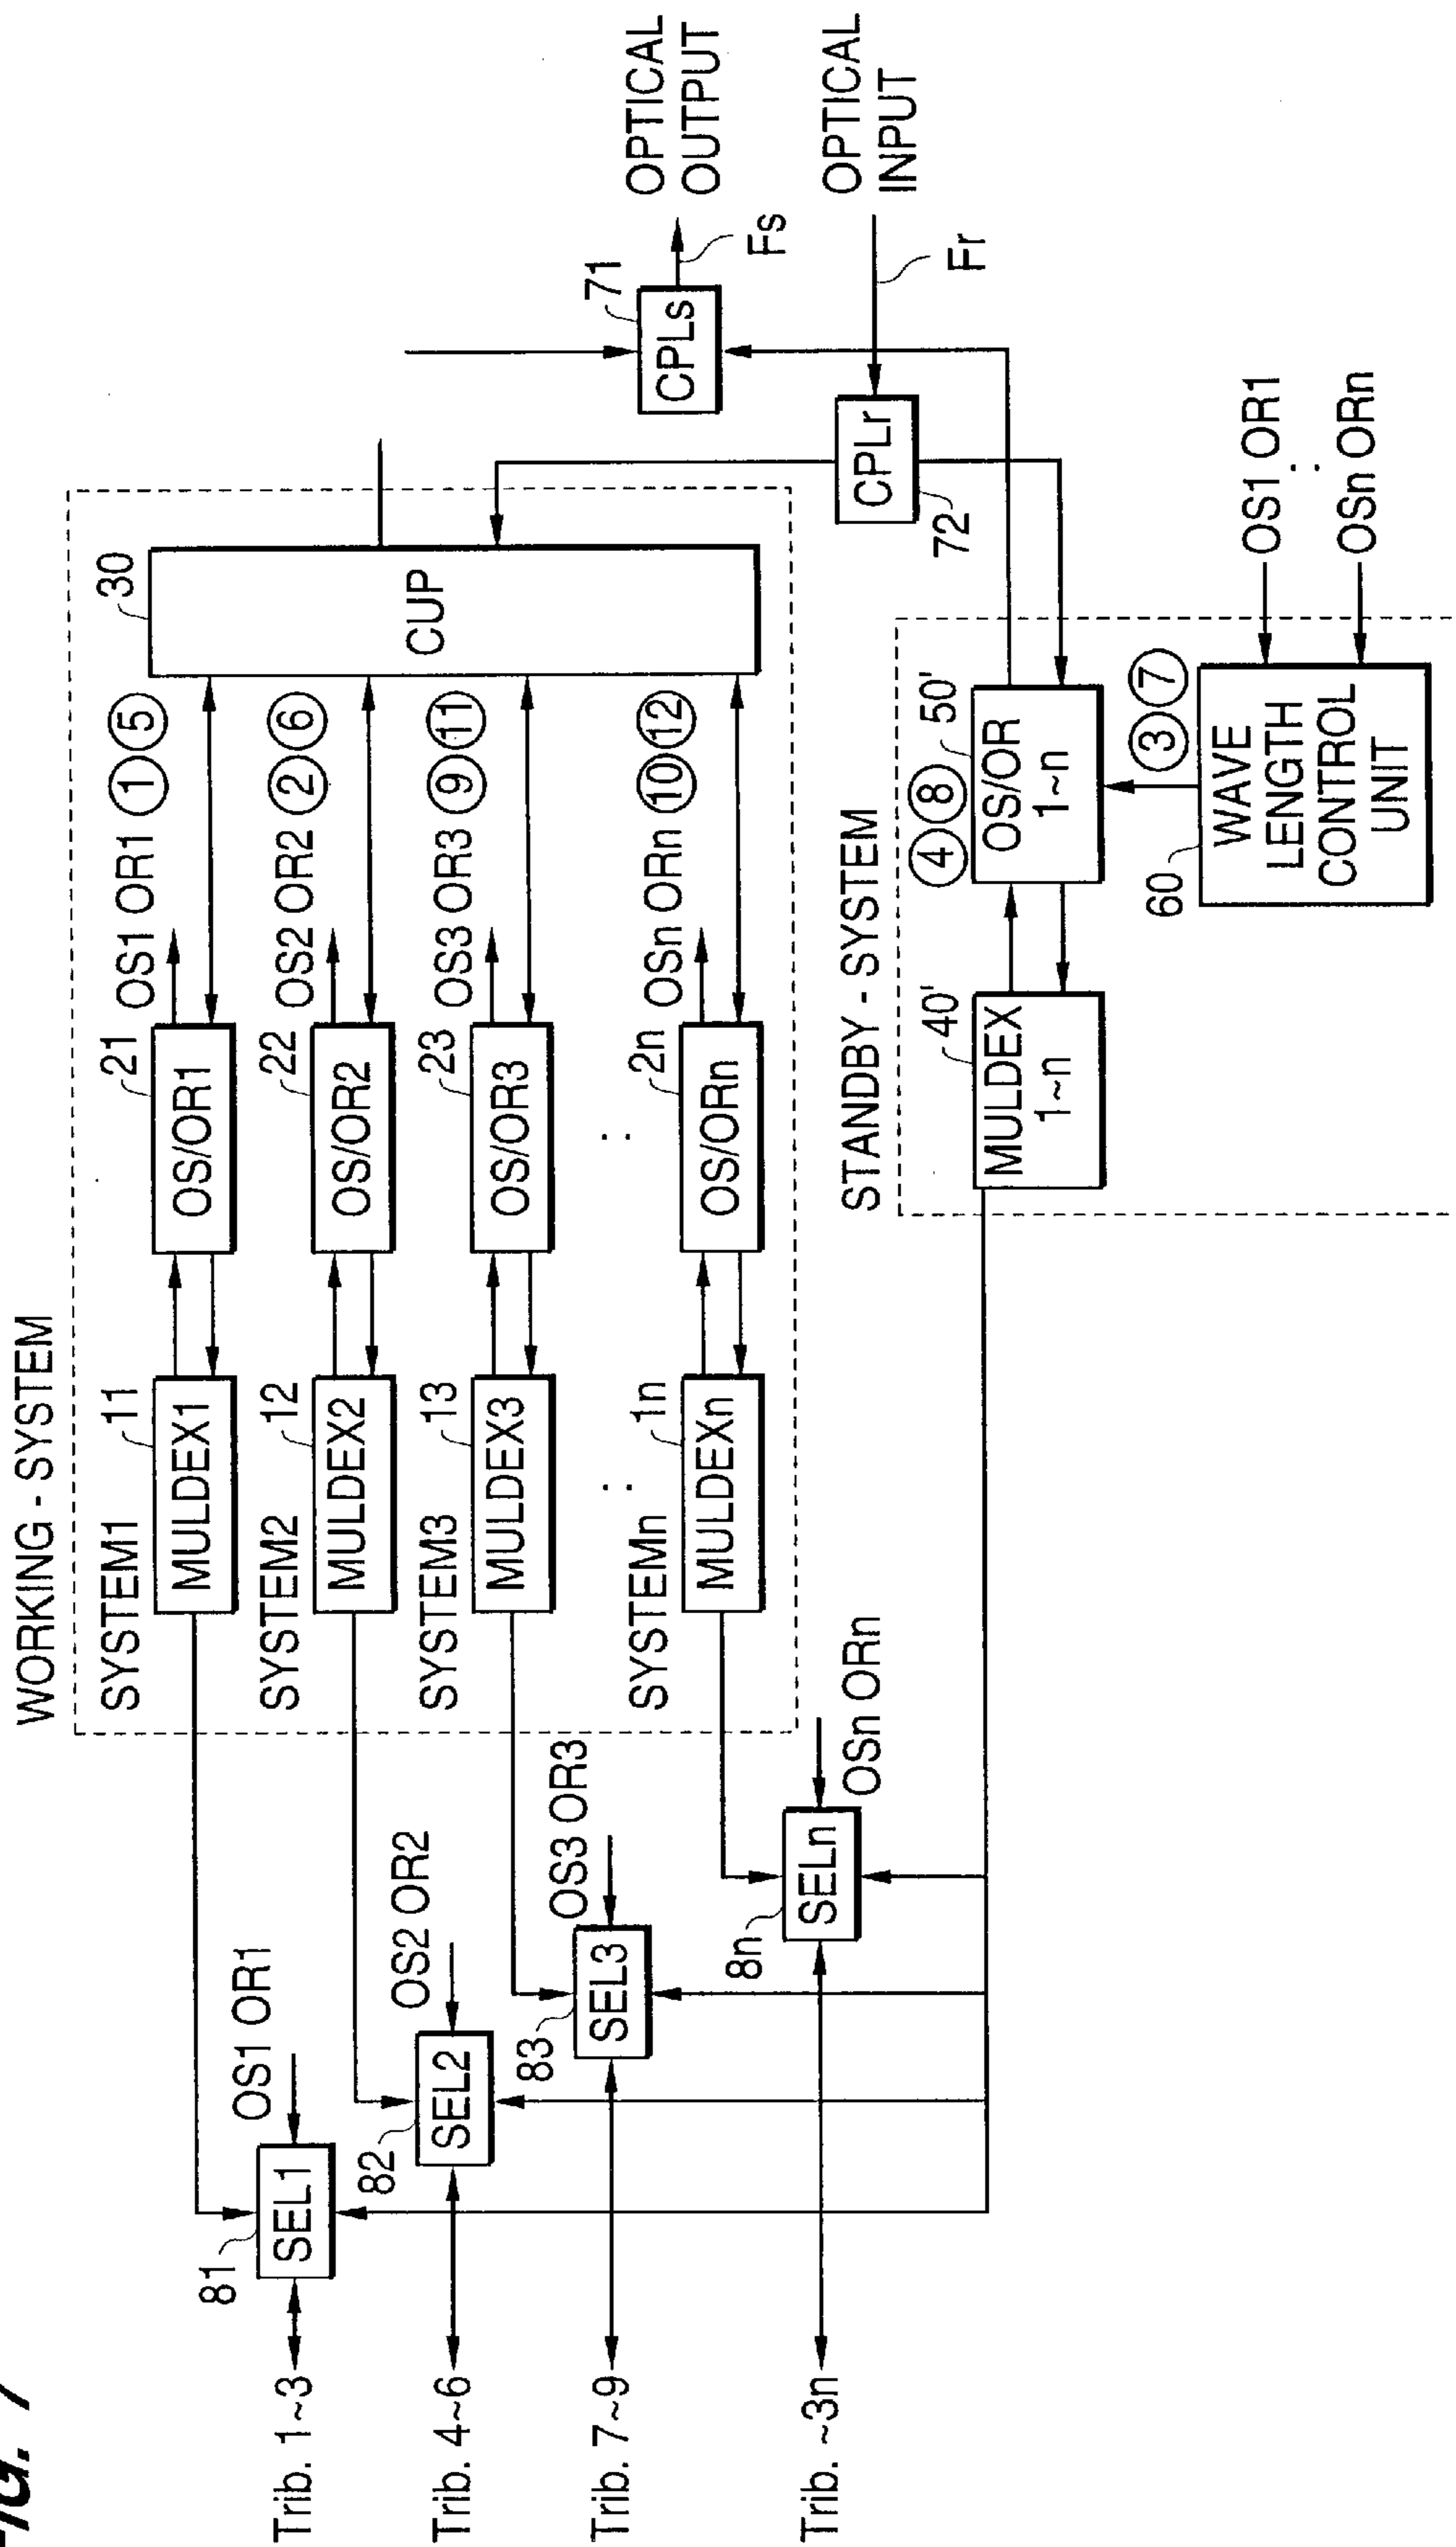 FIG. 7
WORKING - SYSTEM
SYSTEM1 11
MULDEX1
21
OS/OR1
OS1 OR1 ① ⑤
30
CUP
SYSTEM2 12
MULDEX2
22
OS/OR2
OS2 OR2 ② ⑥
SYSTEM3 13
MULDEX3
23
OS/OR3
OS3 OR3 ⑨ ⑪
SYSTEMn 1n
MULDEXn
2n
OS/ORn
OSn ORn ⑩ ⑫
Trib. 1~3
81
SEL1
OS1 OR1
Trib. 4~6
82
SEL2
OS2 OR2
Trib. 7~9
83
SEL3
OS3 OR3
Trib. ~3n
8n
SELn
OSn ORn
71
CPLs
Fs
OPTICAL
OUTPUT
72
CPLr
Fr
OPTICAL
INPUT
STANDBY - SYSTEM
40'
MULDEX
1~n
④ ⑧ 50'
OS/OR
1~n
③ ⑦
60
WAVE
LENGTH
CONTROL
UNIT
OS1 OR1
OSn ORn